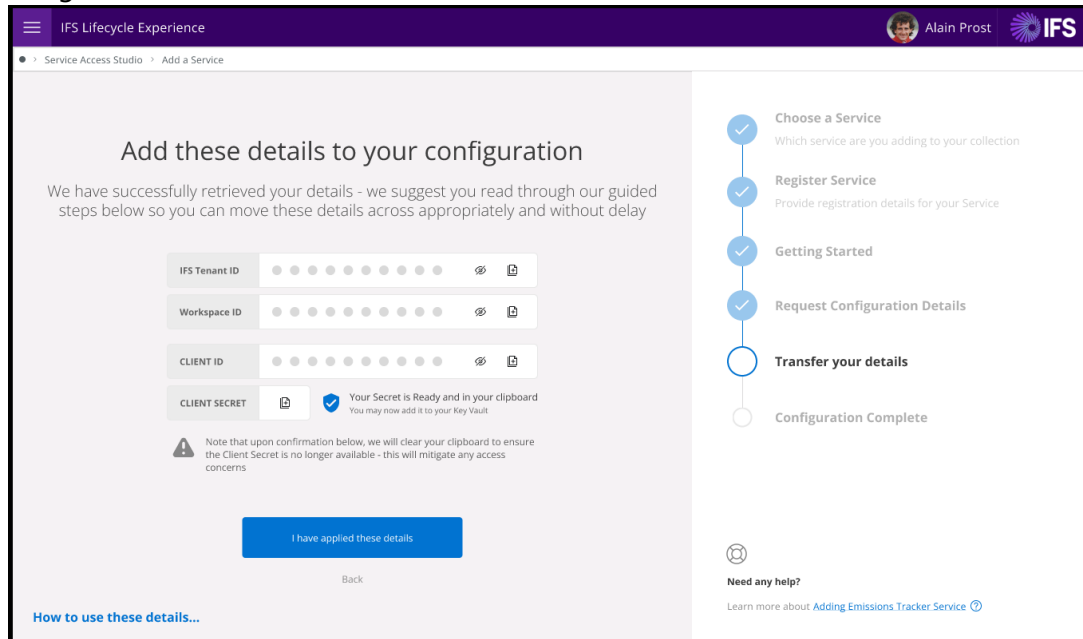 IFS Lifecycle Experience
Alain Prost
IFS
Service Access Studio > Add a Service
Add these details to your configuration
We have successfully retrieved your details - we suggest you read through our guided
steps below so you can move these details across appropriately and without delay
IFS Tenant ID
Workspace ID
CLIENT ID
CLIENT SECRET
Your Secret is Ready and in your clipboard
You may now add it to your Key Vault
Note that upon confirmation below, we will clear your clipboard to ensure
the Client Secret is no longer available - this will mitigate any access
concerns
I have applied these details
Back
How to use these details...
Choose a Service
Which service are you adding to your collection
Register Service
Provide registration details for your Service
Getting Started
Request Configuration Details
Transfer your details
Configuration Complete
Need any help?
Learn more about Adding Emissions Tracker Service